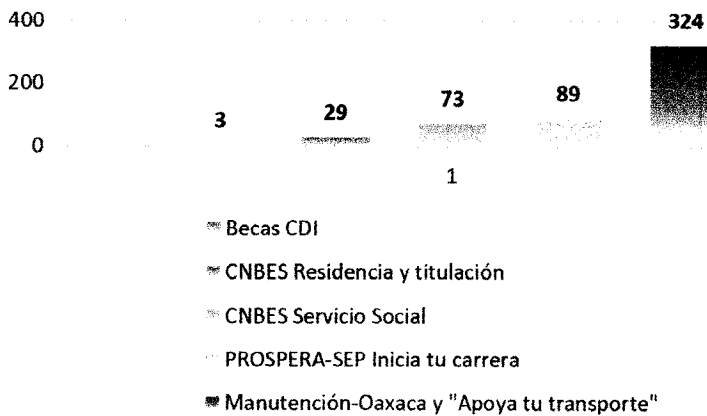 400
324
200
3
29
73
89
0
1
Becas CDI
CNBES Residencia y titulación
CNBES Servicio Social
PROSPERA-SEP Inicia tu carrera
Manutención-Oaxaca y "Apoya tu transporte"